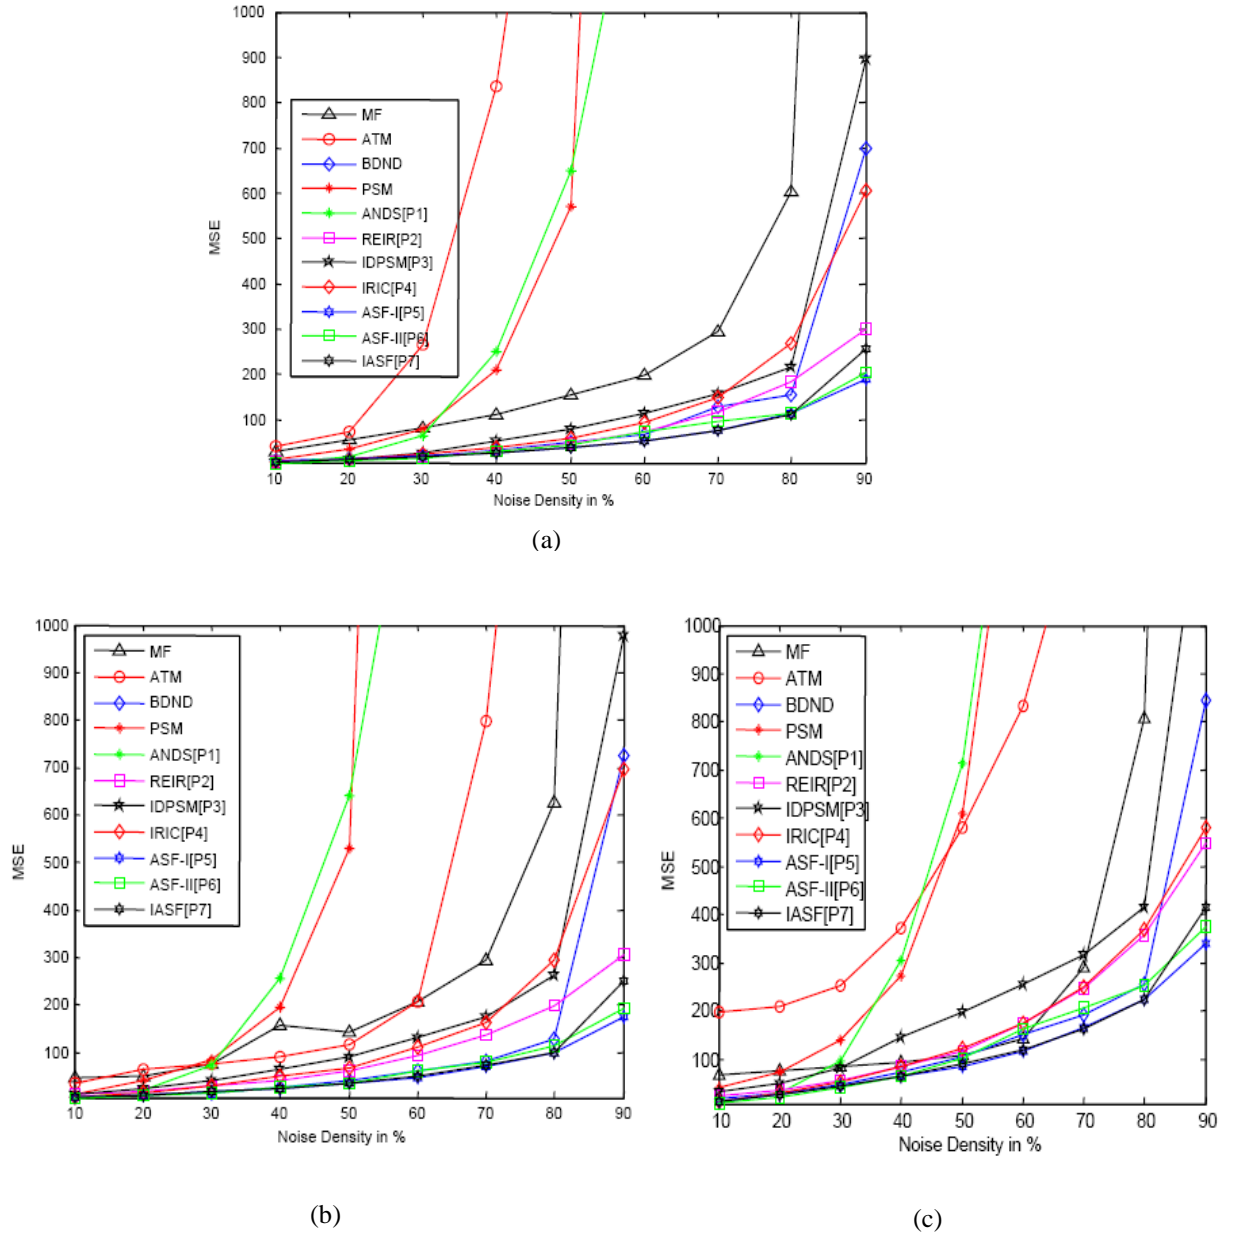 1000
900
800
700
600
500
400
300
200
100
MSE
MF
ATM
BDND
PSM
ANDS[P1]
REIR[P2]
IDPSM[P3]
IRIC[P4]
ASF-I[P5]
ASF-II[P6]
IASF[P7]
10 20 30 40 50 60 70 80 90
Noise Density in %
(a)
1000
900
800
700
600
500
400
300
200
100
MSE
MF
ATM
BDND
PSM
ANDS[P1]
REIR[P2]
IDPSM[P3]
IRIC[P4]
ASF-I[P5]
ASF-II[P6]
IASF[P7]
10 20 30 40 50 60 70 80 90
Noise Density in %
(b)
1000
900
800
700
600
500
400
300
200
100
MSE
MF
ATM
BDND
PSM
ANDS[P1]
REIR[P2]
IDPSM[P3]
IRIC[P4]
ASF-I[P5]
ASF-II[P6]
IASF[P7]
10 20 30 40 50 60 70 80 90
Noise Density in %
(c)